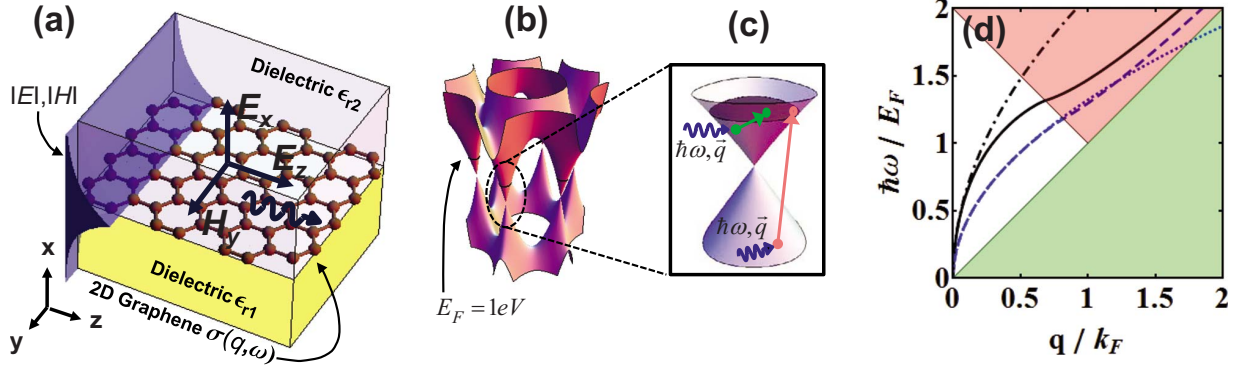 (a)
Dielectric ϵr2
|E|,|H|
Ex
Ez
Hy
Dielectric ϵr1
2D Graphene σ(q,ω)
x
y
z
(b)
EF = 1eV
(c)
ħω, q⃗
ħω, q⃗
(d)
2
1.5
1
0.5
0
0
0.5
1
1.5
2
ħω / EF
q / kF